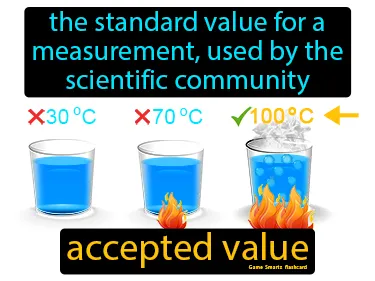 the standard value for a
measurement, used by the
scientific community
30 °C 70 °C 100°C
accepted value
Game Smartz flashcard